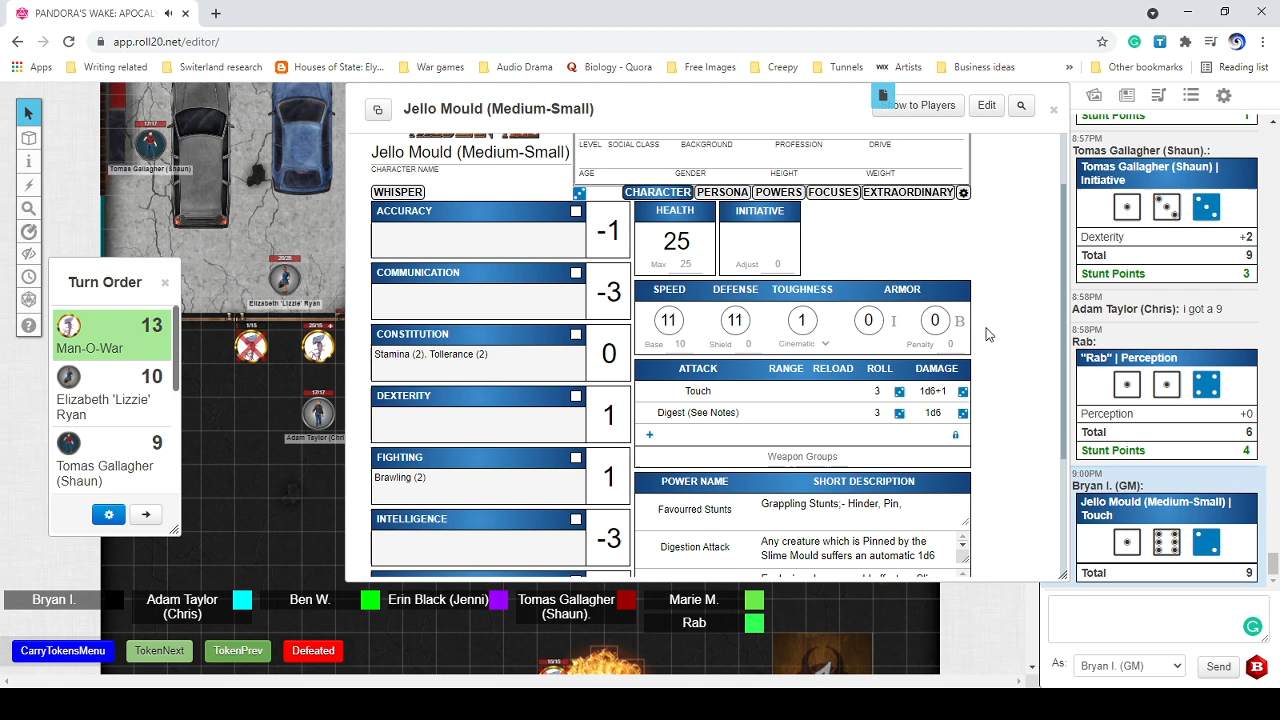 PANDORA'S WAKE: APOCAL
app.roll20.net/editor/
Apps
Writing related
Switerland research
Houses of State: Ely...
War games
Audio Drama
Biology - Quora
Free Images
Creepy
Tunnels
WiX Artists
Business ideas
»
Other bookmarks
Reading list
17/17
Tomas Gallagher (Shaun)
Elizabeth 'Lizzie' Ryan
1/15
17/17
Turn Order
13
Man-O-War
10
Elizabeth 'Lizzie'
Ryan
9
Tomas Gallagher
(Shaun)
Jello Mould (Medium-Small)
how to Players
Edit
Jello Mould (Medium-Small)
CHARACTER NAME
LEVEL SOCIAL CLASS BACKGROUND PROFESSION DRIVE
AGE GENDER HEIGHT WEIGHT
WHISPER
CHARACTER PERSONA POWERS FOCUSES EXTRAORDINARY
ACCURACY
-1
COMMUNICATION
-3
CONSTITUTION
Stamina (2). Tollerance (2)
0
DEXTERITY
1
FIGHTING
Brawling (2)
1
INTELLIGENCE
-3
HEALTH
25
Max 25
INITIATIVE
Adjust 0
SPEED DEFENSE TOUGHNESS ARMOR
11 11 1 0 I 0 B
Base 10 Shield 0 Cinematic Penalty 0
ATTACK RANGE RELOAD ROLL DAMAGE
Touch 3 1d6+1
Digest (See Notes) 3 1d6
+
Weapon Groups
POWER NAME SHORT DESCRIPTION
Favoured Stunts
Grappling Stunts;- Hinder, Pin,
Digestion Attack
Any creature which is Pinned by the
Slime Mould suffers an automatic 1d6
Stunt Points 1
8:57PM
Tomas Gallagher (Shaun).:
Tomas Gallagher (Shaun) |
Initiative
Dexterity +2
Total 9
Stunt Points 3
8:58PM
Adam Taylor (Chris): i got a 9
8:58PM
Rab:
"Rab" | Perception
Perception +0
Total 6
Stunt Points 4
9:00PM
Bryan I. (GM):
Jello Mould (Medium-Small) |
Touch
Total 9
Bryan I.
Adam Taylor
(Chris)
Ben W.
Erin Black (Jenni)
Tomas Gallagher
(Shaun).
Marie M.
Rab
CarryTokensMenu
TokenNext
TokenPrev
Defeated
As:
Bryan I. (GM)
Send